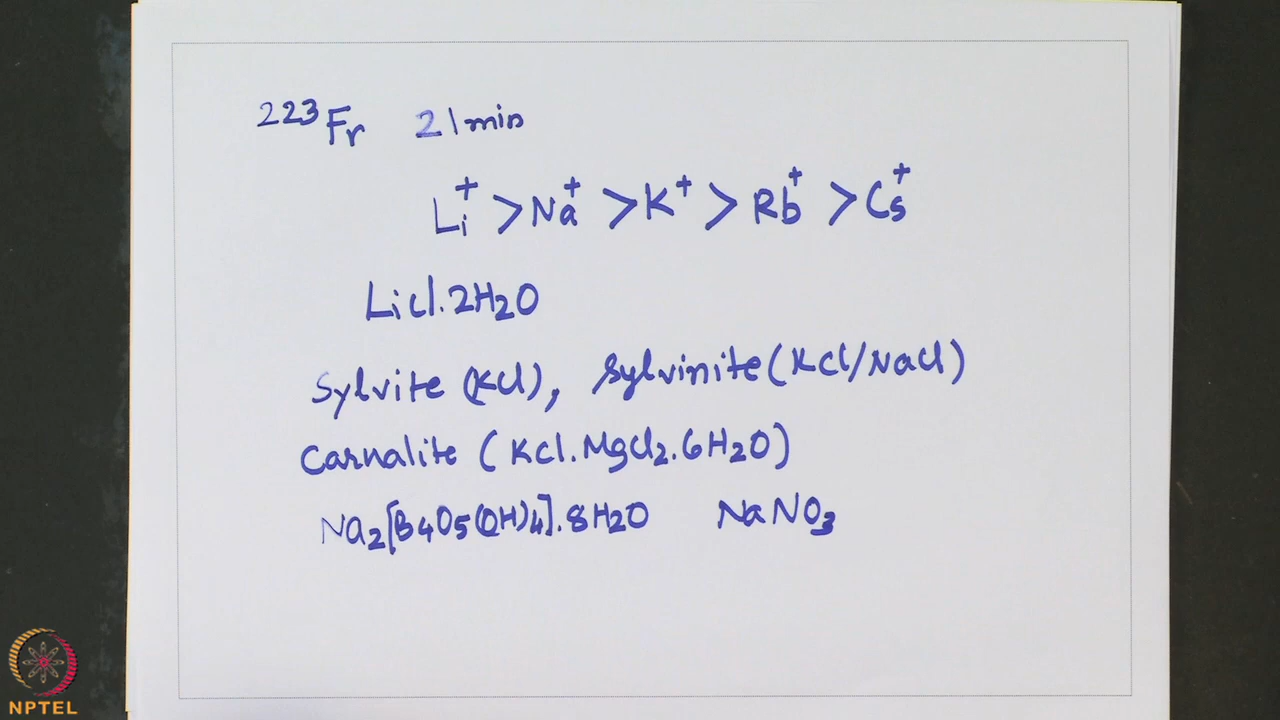 ²²³Fr 21 min
Li⁺ > Na⁺ > K⁺ > Rb⁺ > Cs⁺
LiCl.2H₂O
Sylvite (KCl), Sylvinite (KCl/NaCl)
Carnalite (KCl.MgCl₂.6H₂O)
Na₂[B₄O₅(OH)₄].8H₂O NaNO₃
NPTEL